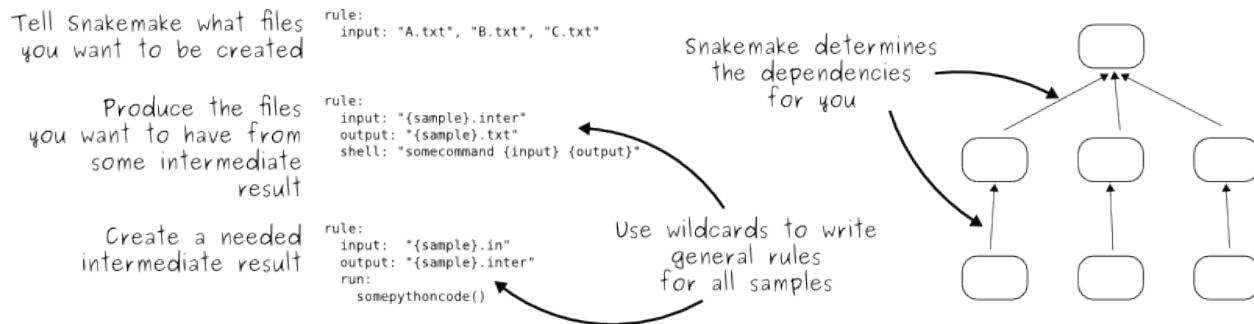 Tell Snakemake what files
you want to be created
rule:
input: "A.txt", "B.txt", "C.txt"
Produce the files
you want to have from
some intermediate
result
rule:
input: "{sample}.inter"
output: "{sample}.txt"
shell: "somecommand {input} {output}"
Create a needed
intermediate result
rule:
input: "{sample}.in"
output: "{sample}.inter"
run:
somepythoncode()
Use wildcards to write
general rules
for all samples
Snakemake determines
the dependencies
for you